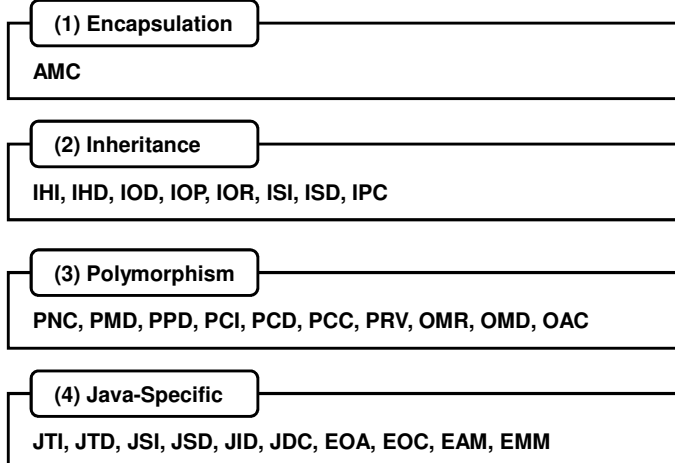 (1) Encapsulation
AMC
(2) Inheritance
IHI, IHD, IOD, IOP, IOR, ISI, ISD, IPC
(3) Polymorphism
PNC, PMD, PPD, PCI, PCD, PCC, PRV, OMR, OMD, OAC
(4) Java-Specific
JTI, JTD, JSI, JSD, JID, JDC, EOA, EOC, EAM, EMM